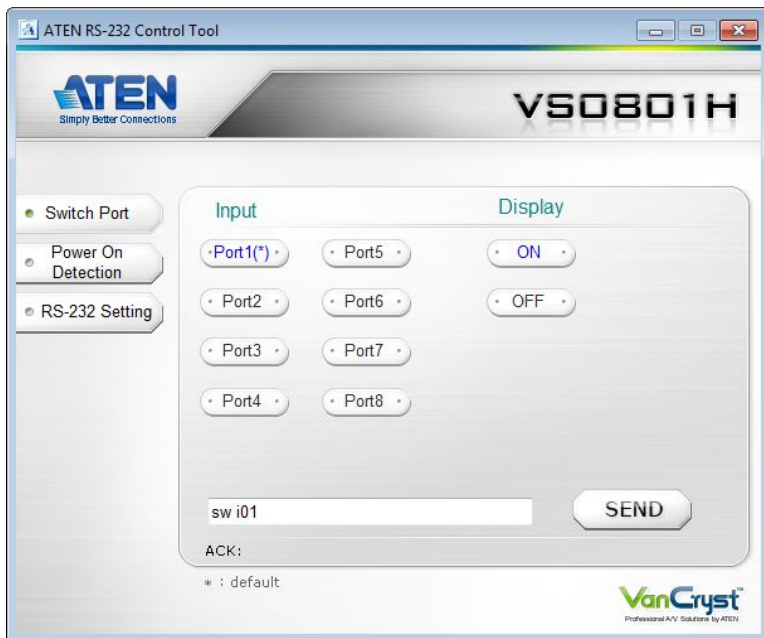 ATEN RS-232 Control Tool
ATEN
Simply Better Connections
VS0801H
Switch Port
Power On
Detection
RS-232 Setting
Input
Display
Port1(*)
Port5
ON
Port2
Port6
OFF
Port3
Port7
Port4
Port8
sw i01
SEND
ACK:
* : default
VanCryst™
Professional A/V Solutions by ATEN